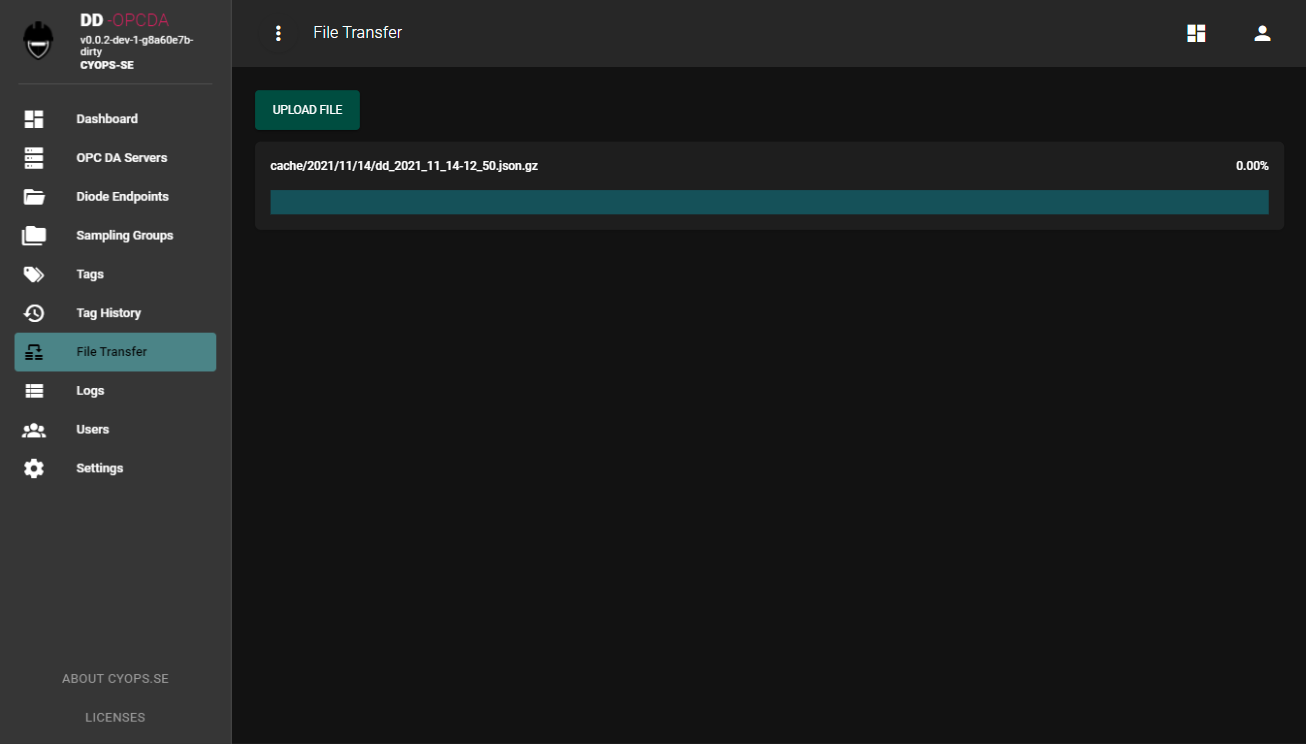 DD -OPCDA
v0.0.2-dev-1-g8a60e7b-
dirty
CYOPS-SE
File Transfer
UPLOAD FILE
cache/2021/11/14/dd_2021_11_14-12_50.json.gz 0.00%
Dashboard
OPC DA Servers
Diode Endpoints
Sampling Groups
Tags
Tag History
File Transfer
Logs
Users
Settings
ABOUT CYOPS.SE
LICENSES